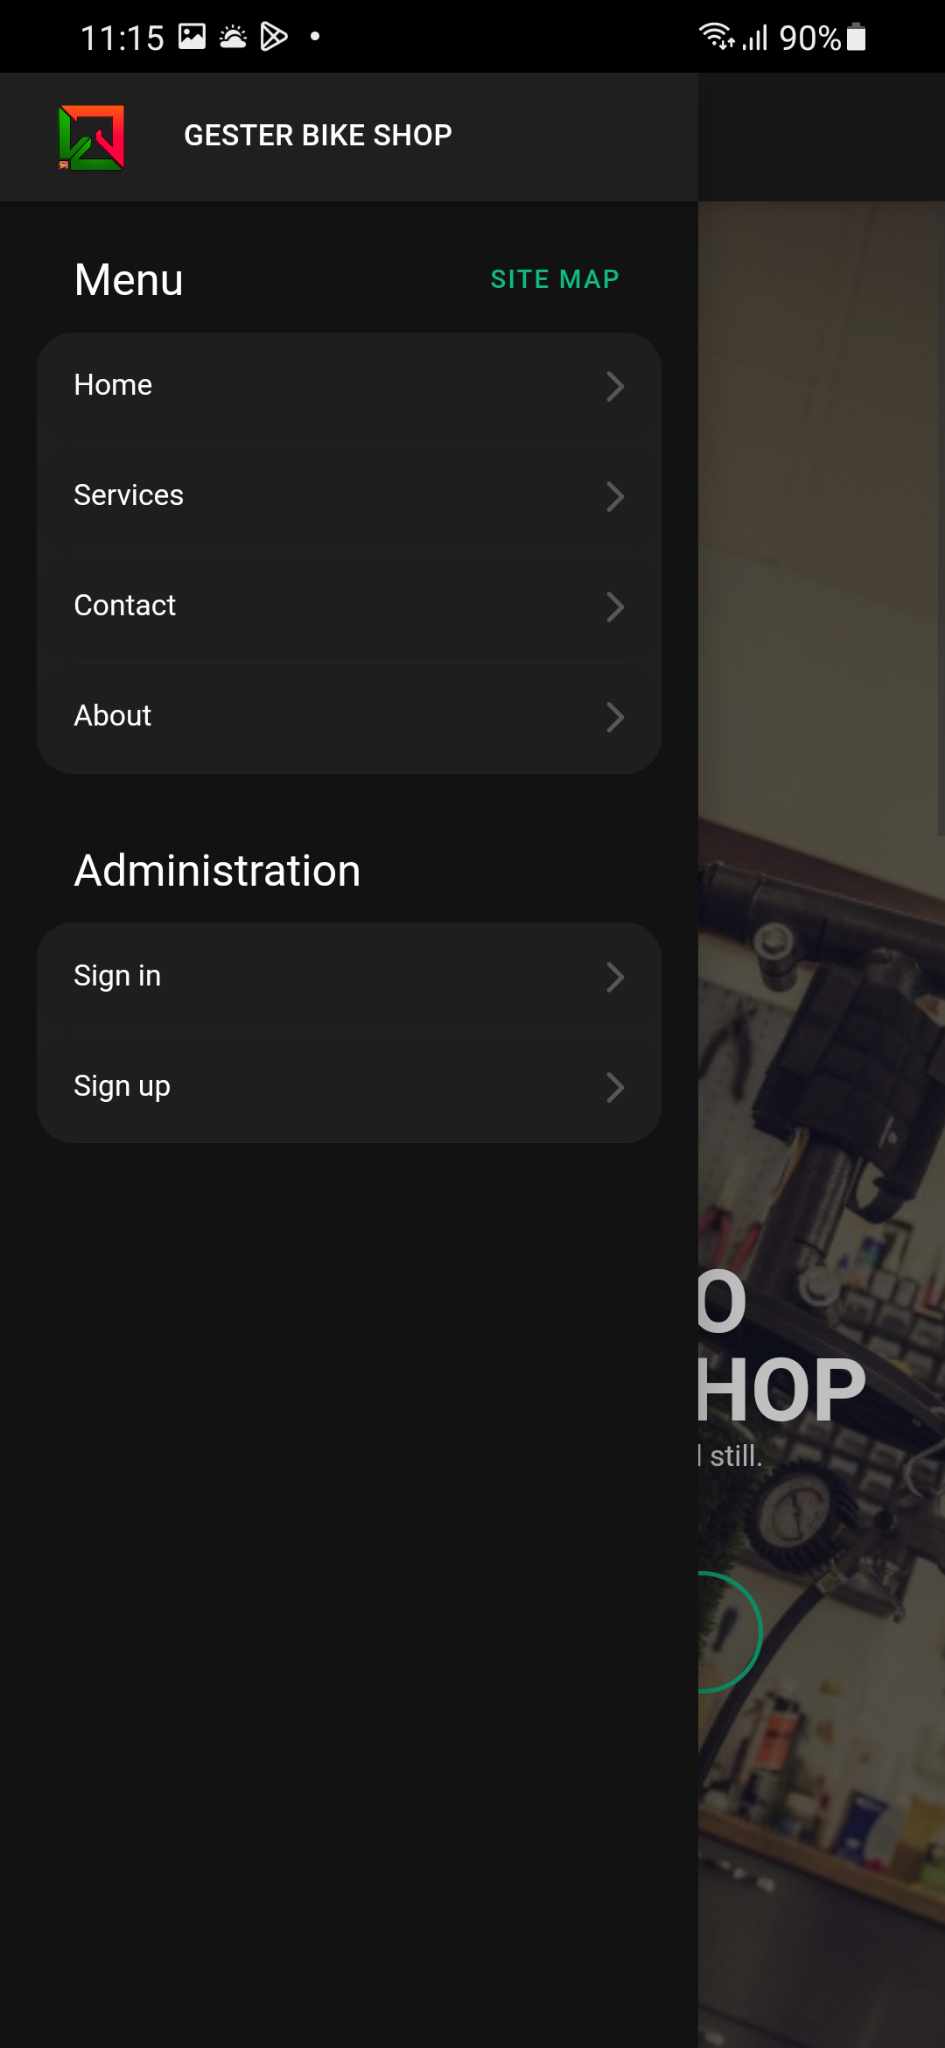 11:15 90%
GESTER BIKE SHOP
Menu SITE MAP
Home
Services
Contact
About
Administration
Sign in
Sign up
O
HOP
still.